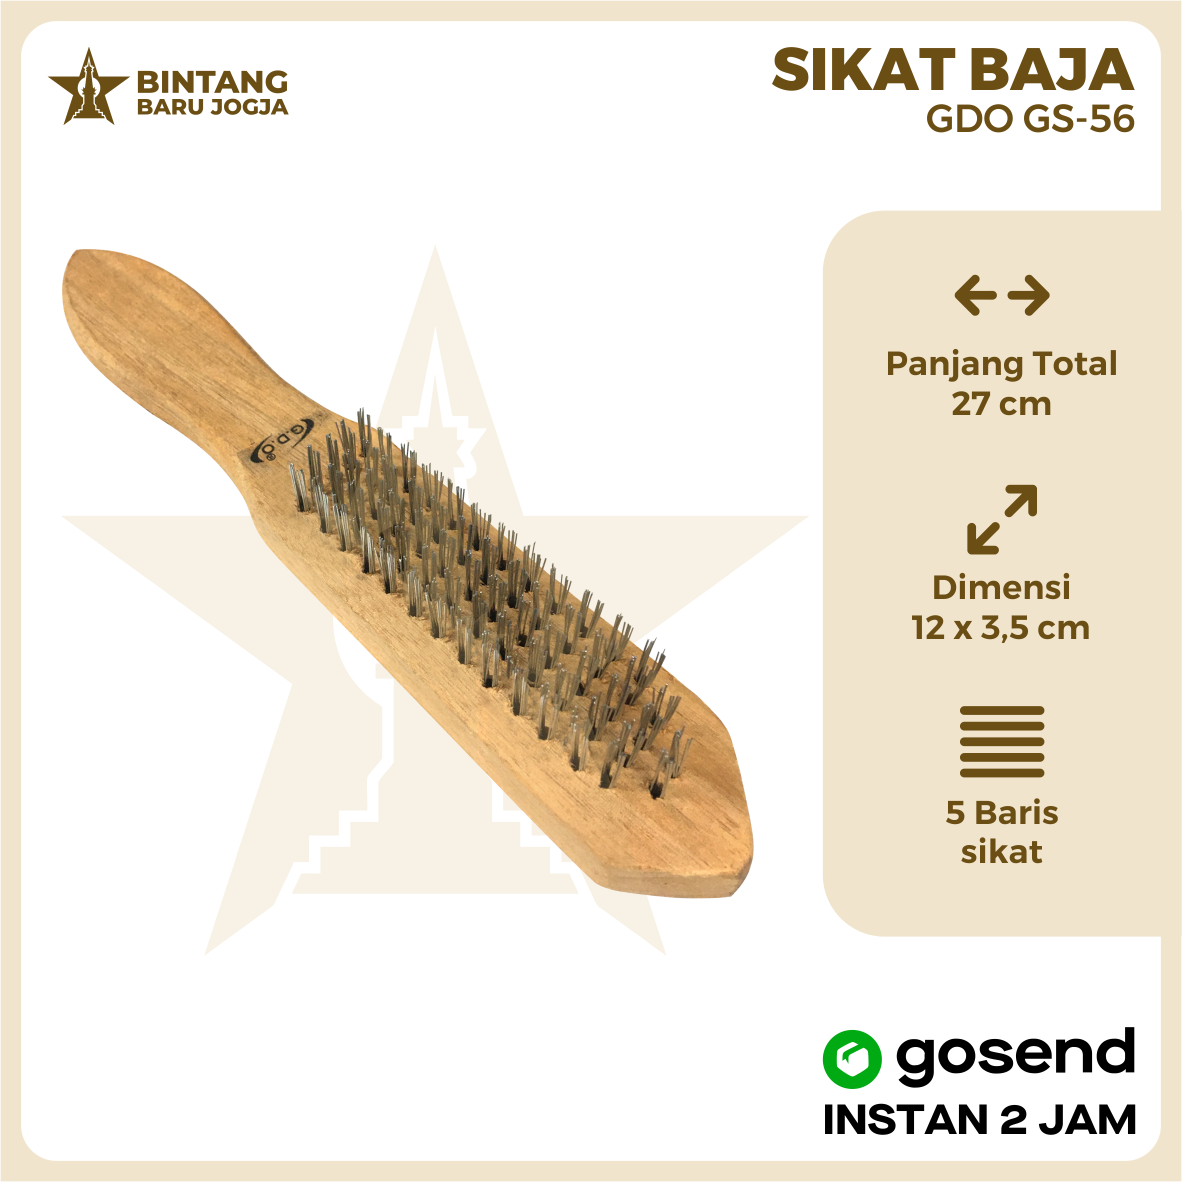 BINTANG
BARU JOGJA
SIKAT BAJA
GDO GS-56
G.D.O®
Panjang Total
27 cm
Dimensi
12 x 3,5 cm
5 Baris
sikat
gosend
INSTAN 2 JAM